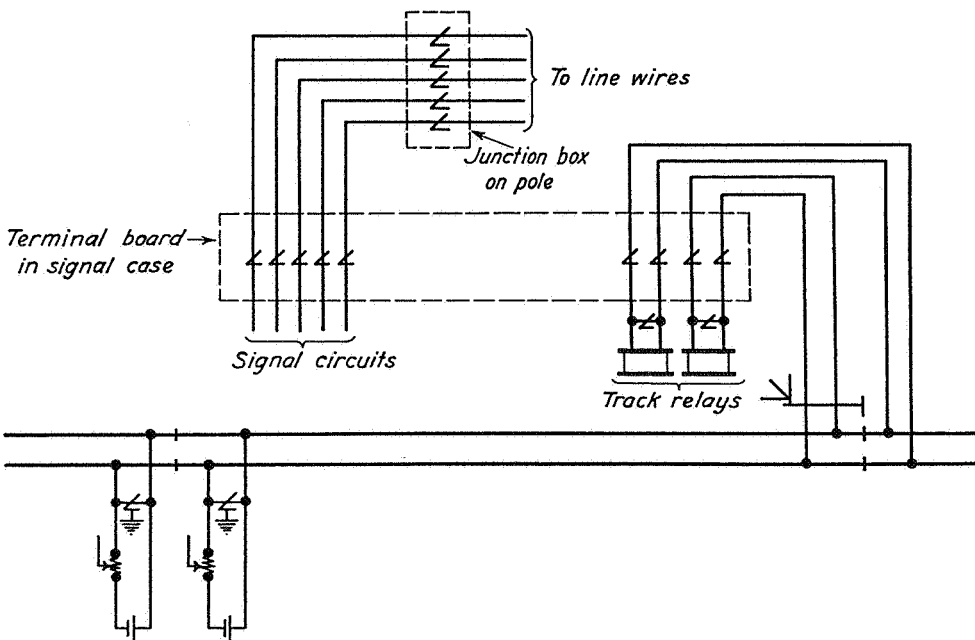 To line wires
Junction box
on pole
Terminal board
in signal case
Signal circuits
Track relays